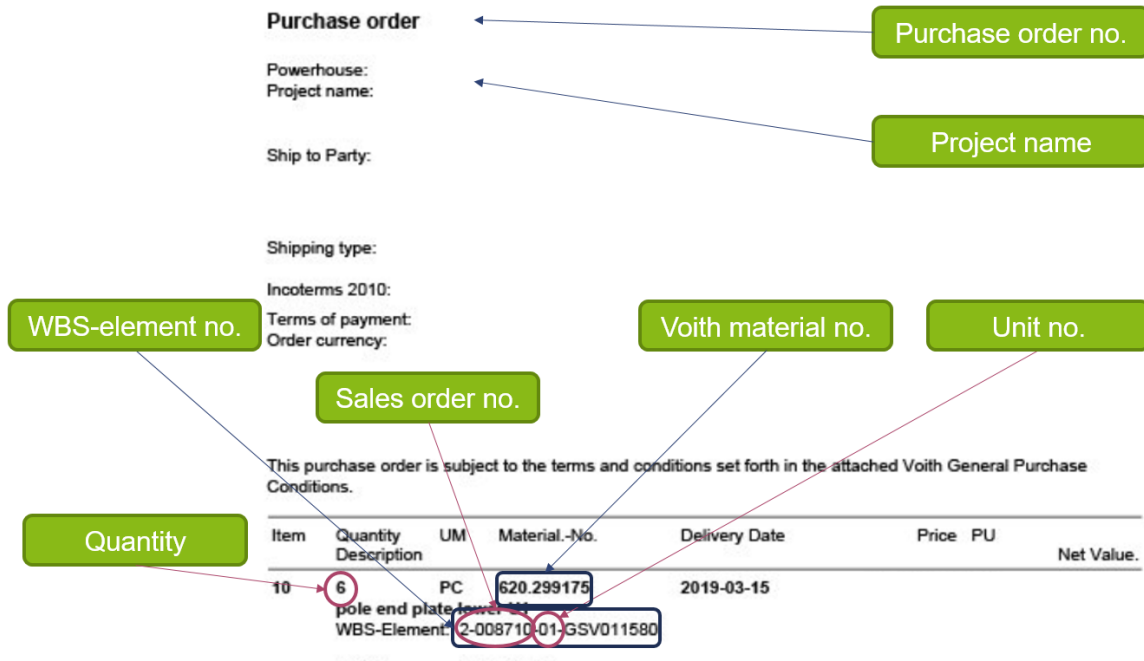 Purchase order
Purchase order no.
Powerhouse:
Project name:
Project name
Ship to Party:
Shipping type:
Incoterms 2010:
WBS-element no.
Terms of payment:
Order currency:
Voith material no.
Unit no.
Sales order no.
This purchase order is subject to the terms and conditions set forth in the attached Voith General Purchase
Conditions.
Quantity
Item Quantity UM Material.-No. Delivery Date Price PU
Description Net Value.
10 6 PC 620.299175 2019-03-15
pole end plate lower
WBS-Element: 2-008710-01-GSV011580